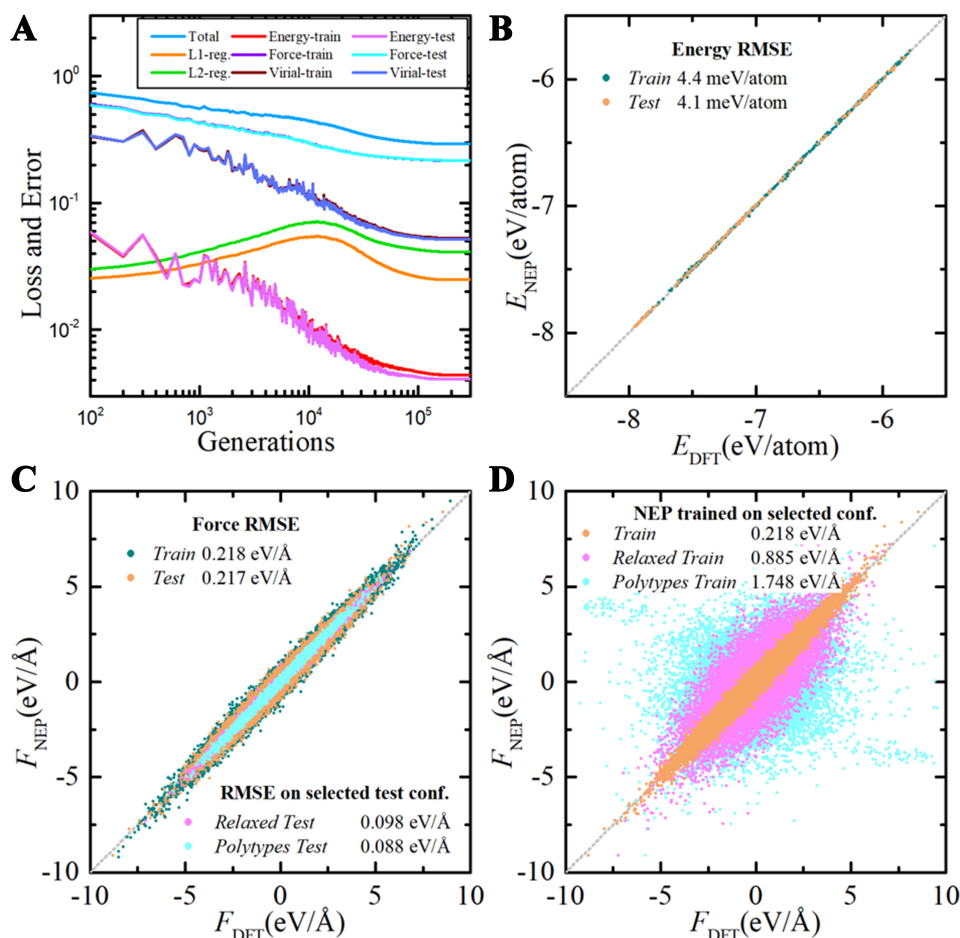 A
Total
Energy-train
Energy-test
L1-reg.
Force-train
Force-test
L2-reg.
Virial-train
Virial-test
10^0
10^-1
10^-2
Loss and Error
10^2
10^3
10^4
10^5
Generations
B
Energy RMSE
Train 4.4 meV/atom
Test 4.1 meV/atom
-6
-7
-8
E_NEP(eV/atom)
-8
-7
-6
E_DFT(eV/atom)
C
10
5
0
-5
-10
F_NEP(eV/Å)
Force RMSE
Train 0.218 eV/Å
Test 0.217 eV/Å
RMSE on selected test conf.
Relaxed Test 0.098 eV/Å
Polytypes Test 0.088 eV/Å
-10
-5
0
5
10
F_DFT(eV/Å)
D
10
5
0
-5
-10
F_NEP(eV/Å)
NEP trained on selected conf.
Train 0.218 eV/Å
Relaxed Train 0.885 eV/Å
Polytypes Train 1.748 eV/Å
-10
-5
0
5
10
F_DFT(eV/Å)